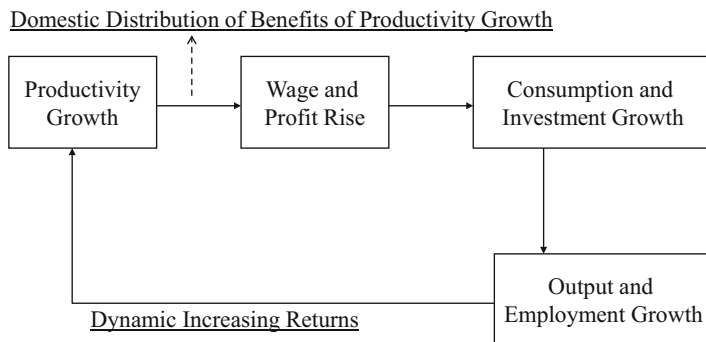 Domestic Distribution of Benefits of Productivity Growth
Productivity
Growth
Wage and
Profit Rise
Consumption and
Investment Growth
Output and
Employment Growth
Dynamic Increasing Returns